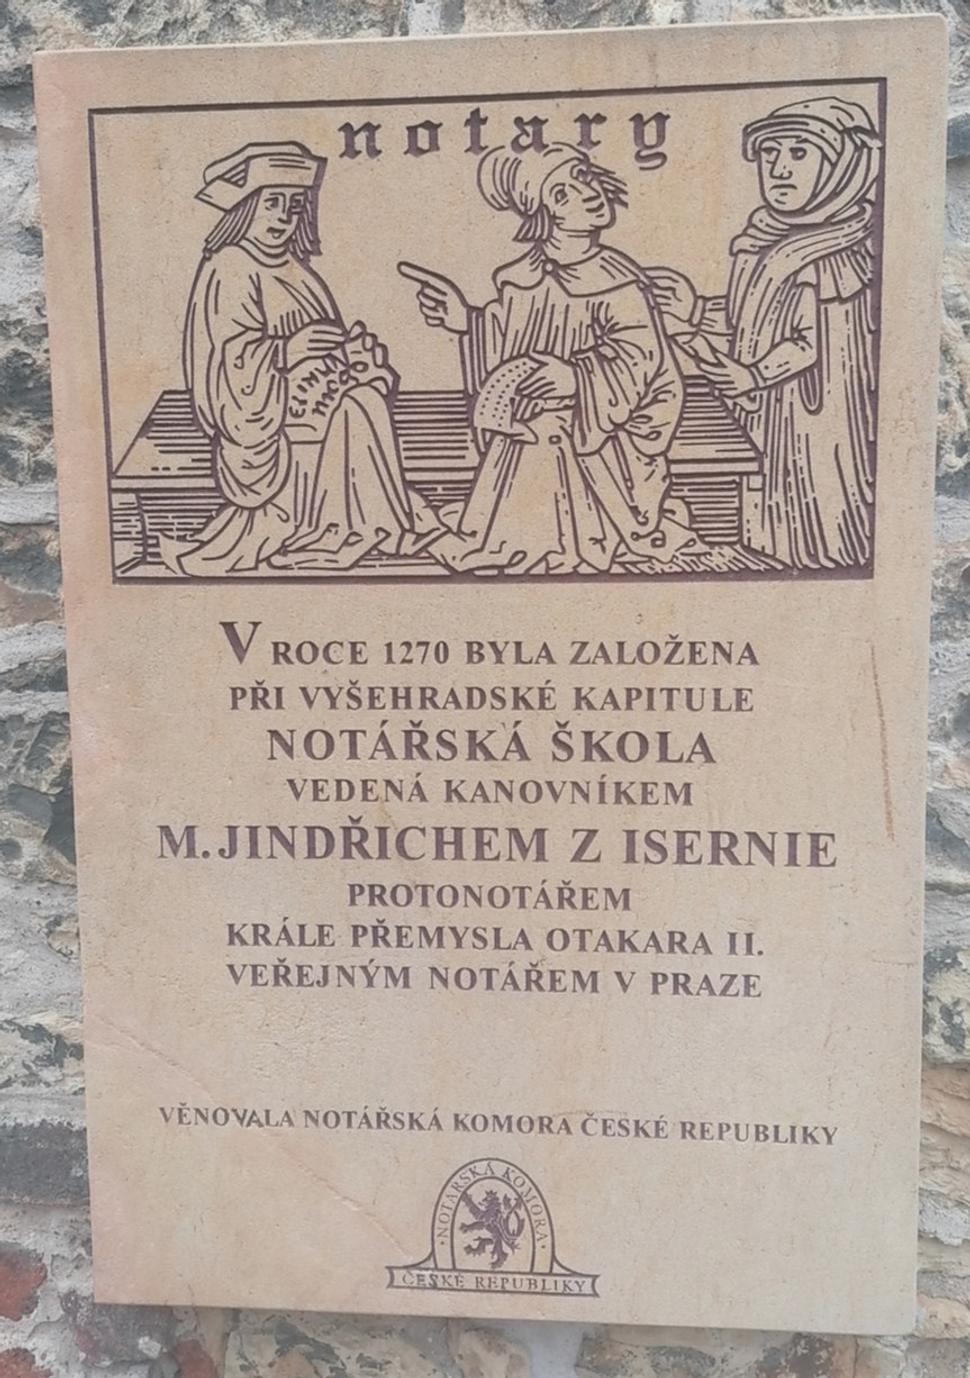 notary
V ROCE 1270 BYLA ZALOŽENA
PŘI VYŠEHRADSKÉ KAPITULE
NOTÁŘSKÁ ŠKOLA
VEDENÁ KANOVNÍKEM
M. JINDŘICHEM Z ISERNIE
PROTONOTÁŘEM
KRÁLE PŘEMYSLA OTAKARA II.
VEŘEJNÝM NOTÁŘEM V PRAZE
VĚNOVALA NOTÁŘSKÁ KOMORA ČESKÉ REPUBLIKY
· NOTÁŘSKÁ KOMORA ·
ČESKÉ REPUBLIKY